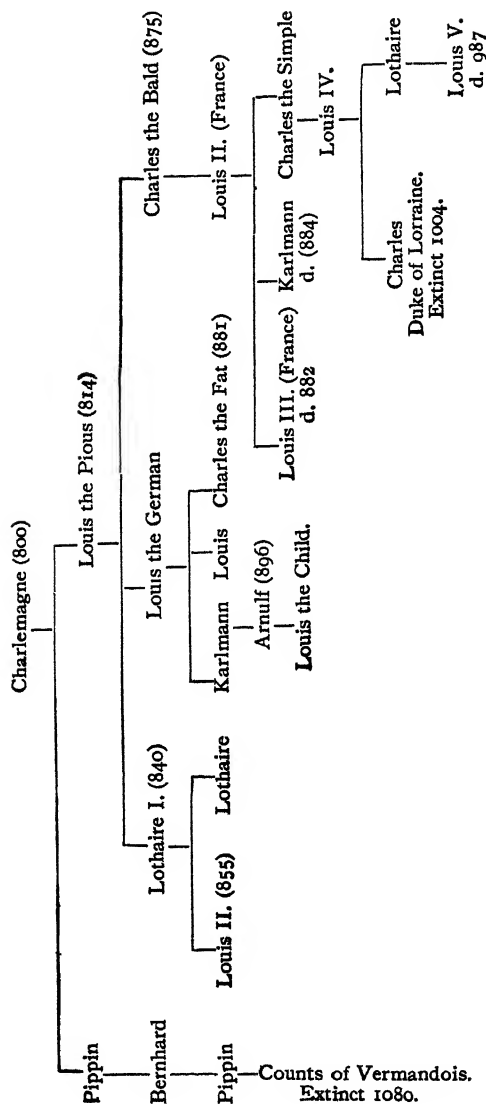 Charlemagne (800)
Pippin
Louis the Pious (814)
Bernhard
Lothaire I. (840)
Louis the German
Charles the Bald (875)
Pippin
Louis II. (855)
Lothaire
Karlmann
Louis
Charles the Fat (881)
Louis II. (France)
Counts of Vermandois.
Extinct 1080.
Arnulf (896)
Louis III. (France)
d. 882
Karlmann
d. (884)
Charles the Simple
Louis the Child.
Louis IV.
Charles
Duke of Lorraine.
Extinct 1004.
Lothaire
Louis V.
d. 987